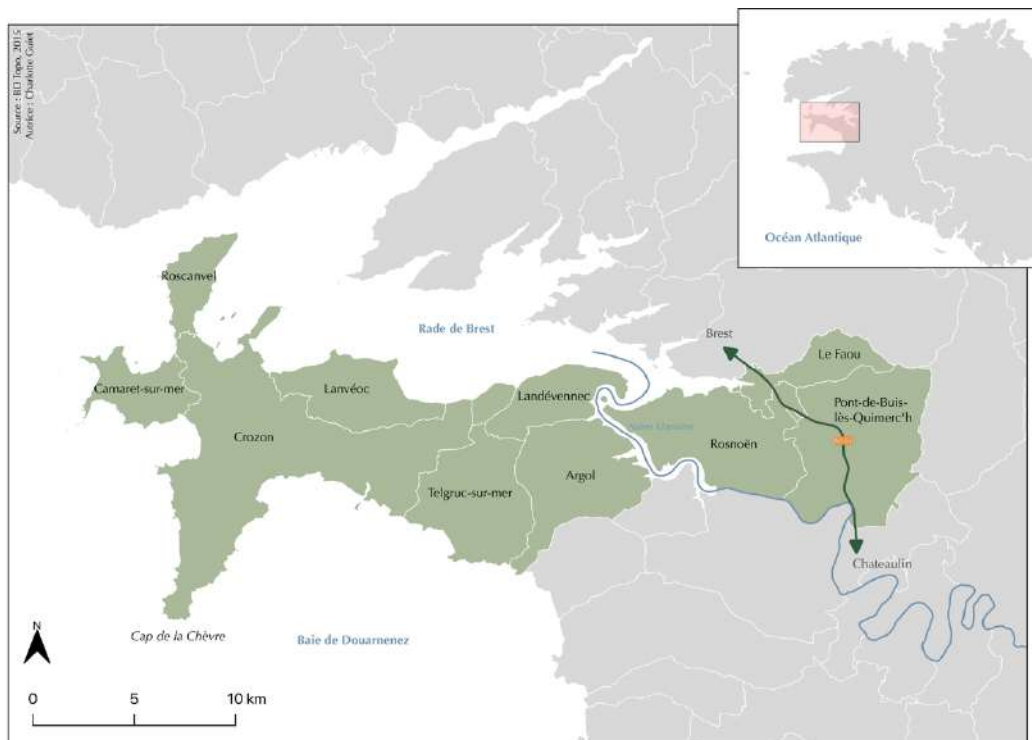 Source : BD Topo, 2015
Autrice : Charlotte Guiet
Océan Atlantique
Roscanvel
Rade de Brest
Brest
Le Faou
Camaret-sur-mer
Lanvéoc
Landévennec
Pont-de-Buis-
lès-Quimerc'h
Crozon
Rosnoën
Telgruc-sur-mer
Argol
Chateaulin
Cap de la Chèvre
Baie de Douarnenez
N
0 5 10 km